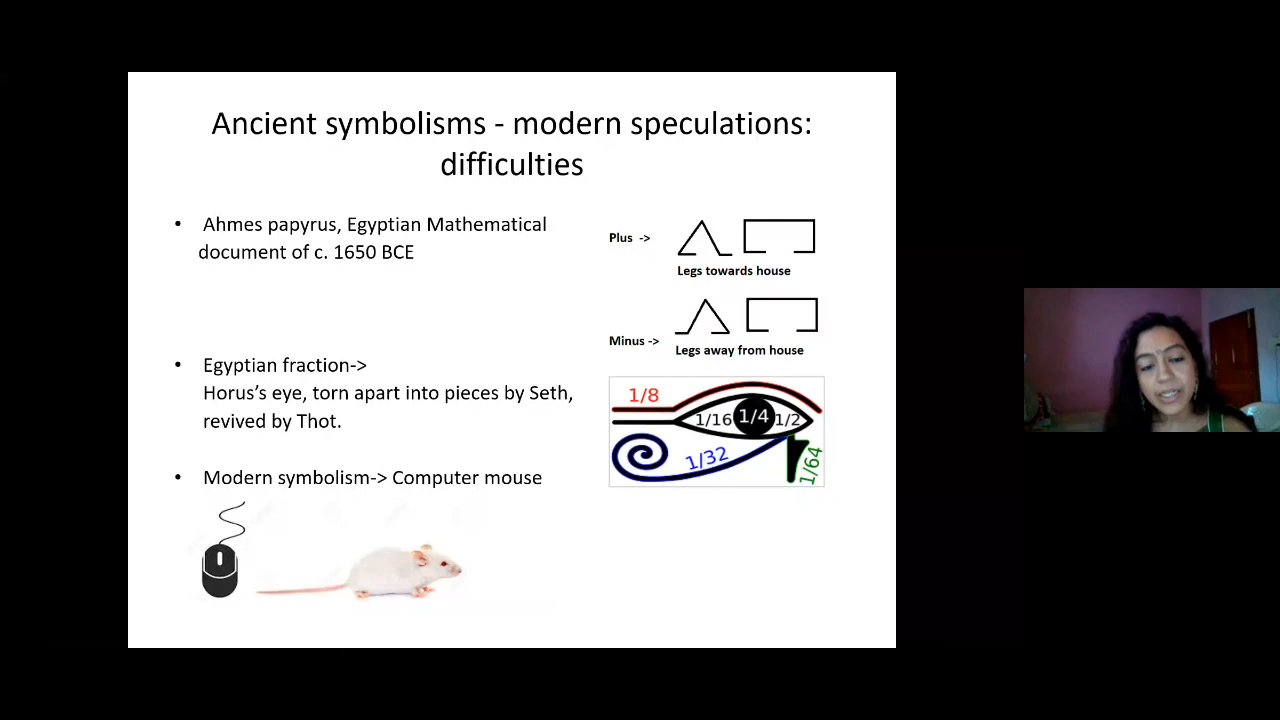 Ancient symbolisms - modern speculations:
difficulties
• Ahmes papyrus, Egyptian Mathematical
document of c. 1650 BCE
Plus ->
Legs towards house
Minus ->
Legs away from house
• Egyptian fraction->
Horus’s eye, torn apart into pieces by Seth,
revived by Thot.
1/8
1/16 1/4 1/2
1/32
1/64
• Modern symbolism-> Computer mouse